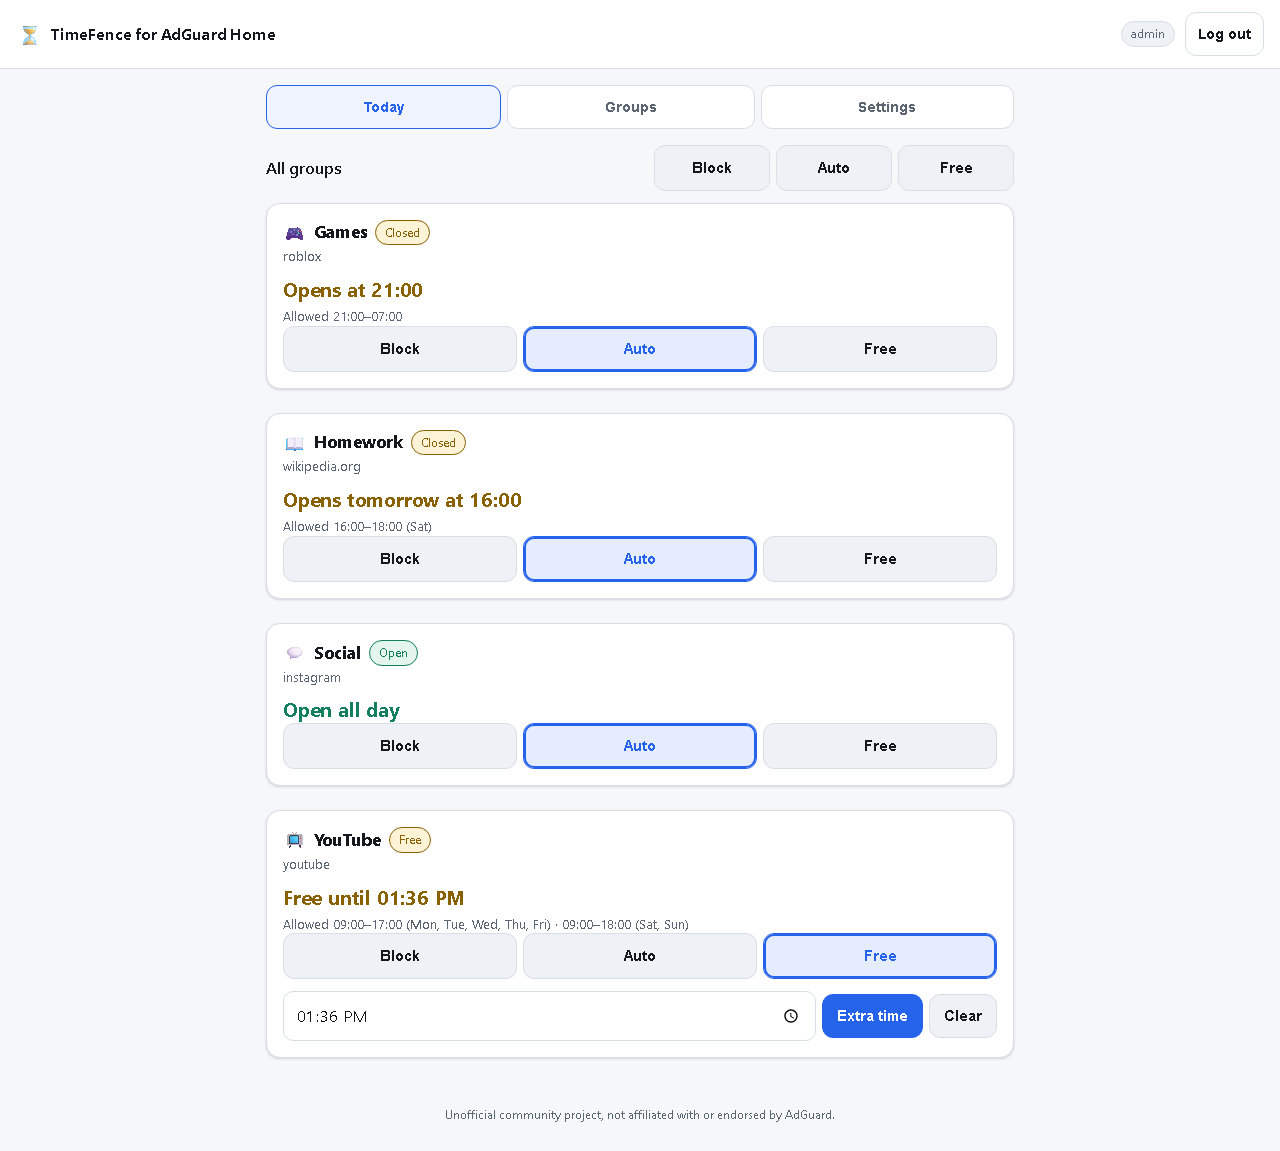 TimeFence for AdGuard Home
admin
Log out
Today
Groups
Settings
All groups
Block
Auto
Free
Games
Closed
roblox
Opens at 21:00
Allowed 21:00–07:00
Block
Auto
Free
Homework
Closed
wikipedia.org
Opens tomorrow at 16:00
Allowed 16:00–18:00 (Sat)
Block
Auto
Free
Social
Open
instagram
Open all day
Block
Auto
Free
YouTube
Free
youtube
Free until 01:36 PM
Allowed 09:00–17:00 (Mon, Tue, Wed, Thu, Fri) · 09:00–18:00 (Sat, Sun)
Block
Auto
Free
01:36 PM
Extra time
Clear
Unofficial community project, not affiliated with or endorsed by AdGuard.